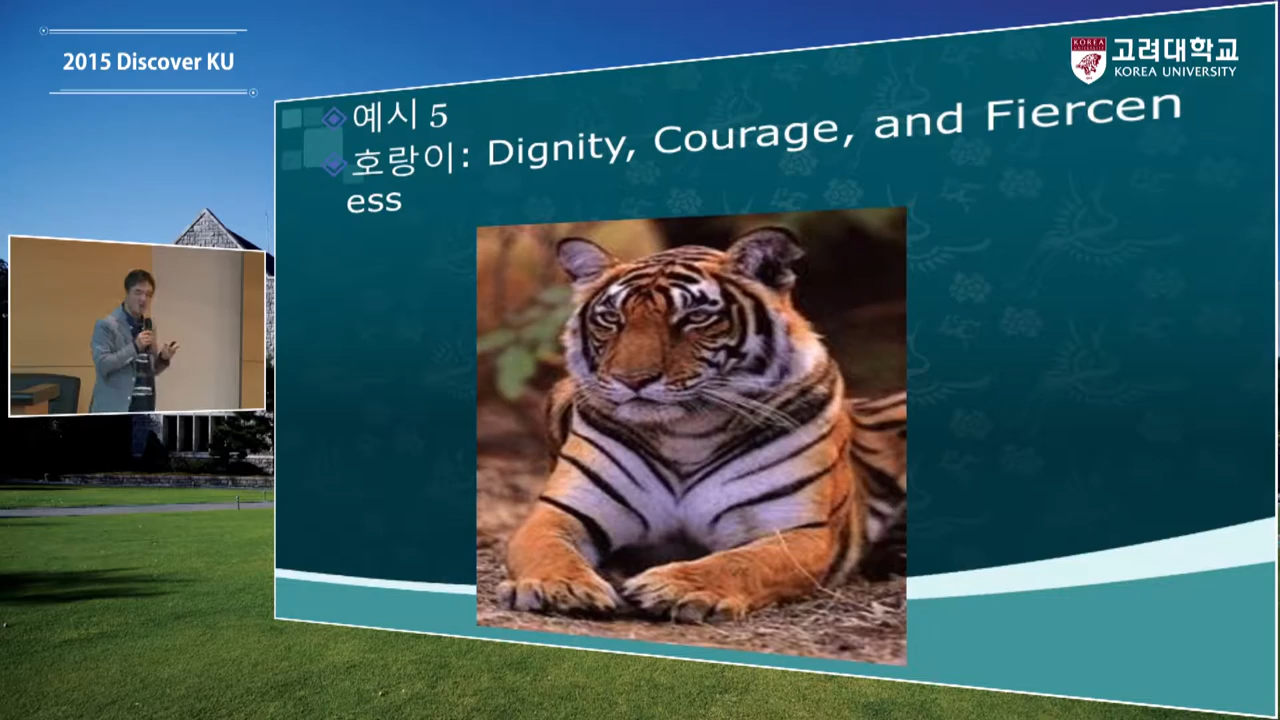 2015 Discover KU
KOREA
고려대학교
KOREA UNIVERSITY
예시 5
호랑이: Dignity, Courage, and Fiercen
ess